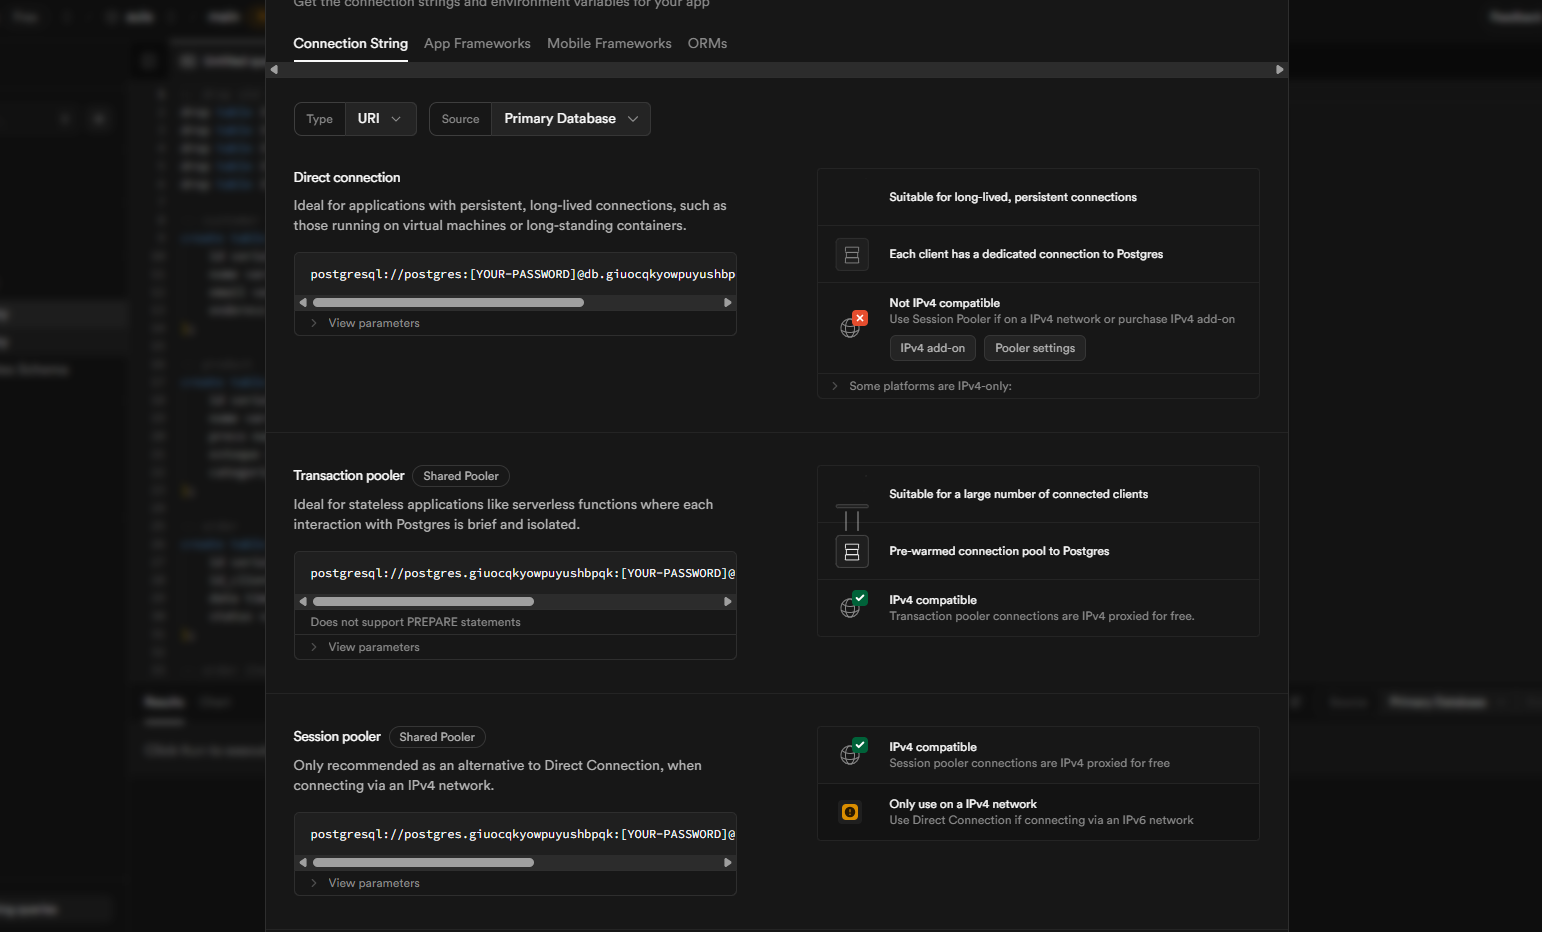 Get the connection strings and environment variables for your app
Connection String App Frameworks Mobile Frameworks ORMs
Type URI Source Primary Database
Direct connection
Ideal for applications with persistent, long-lived connections, such as
those running on virtual machines or long-standing containers.
postgresql://postgres:[YOUR-PASSWORD]@db.giuocqkyowpuyushbp
View parameters
Suitable for long-lived, persistent connections
Each client has a dedicated connection to Postgres
Not IPv4 compatible
Use Session Pooler if on a IPv4 network or purchase IPv4 add-on
IPv4 add-on Pooler settings
Some platforms are IPv4-only:
Transaction pooler Shared Pooler
Ideal for stateless applications like serverless functions where each
interaction with Postgres is brief and isolated.
postgresql://postgres.giuocqkyowpuyushbpqk:[YOUR-PASSWORD]@
Does not support PREPARE statements
View parameters
Suitable for a large number of connected clients
Pre-warmed connection pool to Postgres
IPv4 compatible
Transaction pooler connections are IPv4 proxied for free.
Session pooler Shared Pooler
Only recommended as an alternative to Direct Connection, when
connecting via an IPv4 network.
postgresql://postgres.giuocqkyowpuyushbpqk:[YOUR-PASSWORD]@
View parameters
IPv4 compatible
Session pooler connections are IPv4 proxied for free
Only use on a IPv4 network
Use Direct Connection if connecting via an IPv6 network